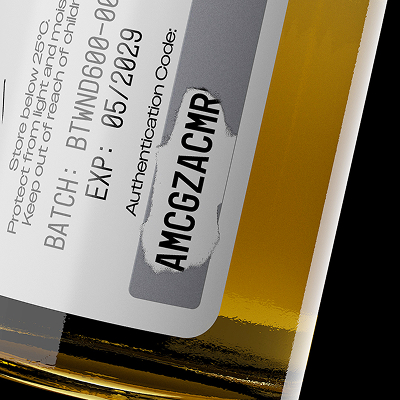 Store below 25°C.
Protect from light and mois
Keep out of reach of childr
BATCH: BTWND600-00
EXP: 05/2029
Authentication Code:
AMCGZACMR